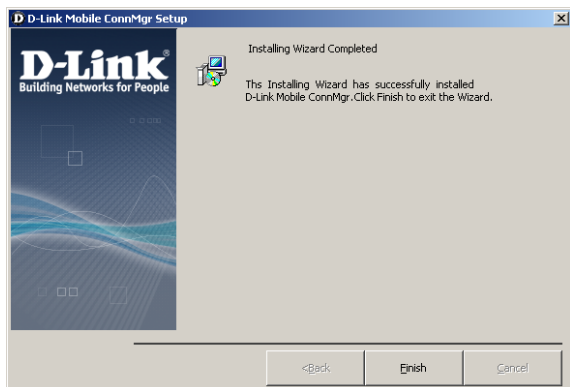 D-Link Mobile ConnMgr Setup
D-Link®
Building Networks for People
Installing Wizard Completed
Ths Installing Wizard has successfully installed
D-Link Mobile ConnMgr.Click Finish to exit the Wizard.
<Back
Finish
Cancel